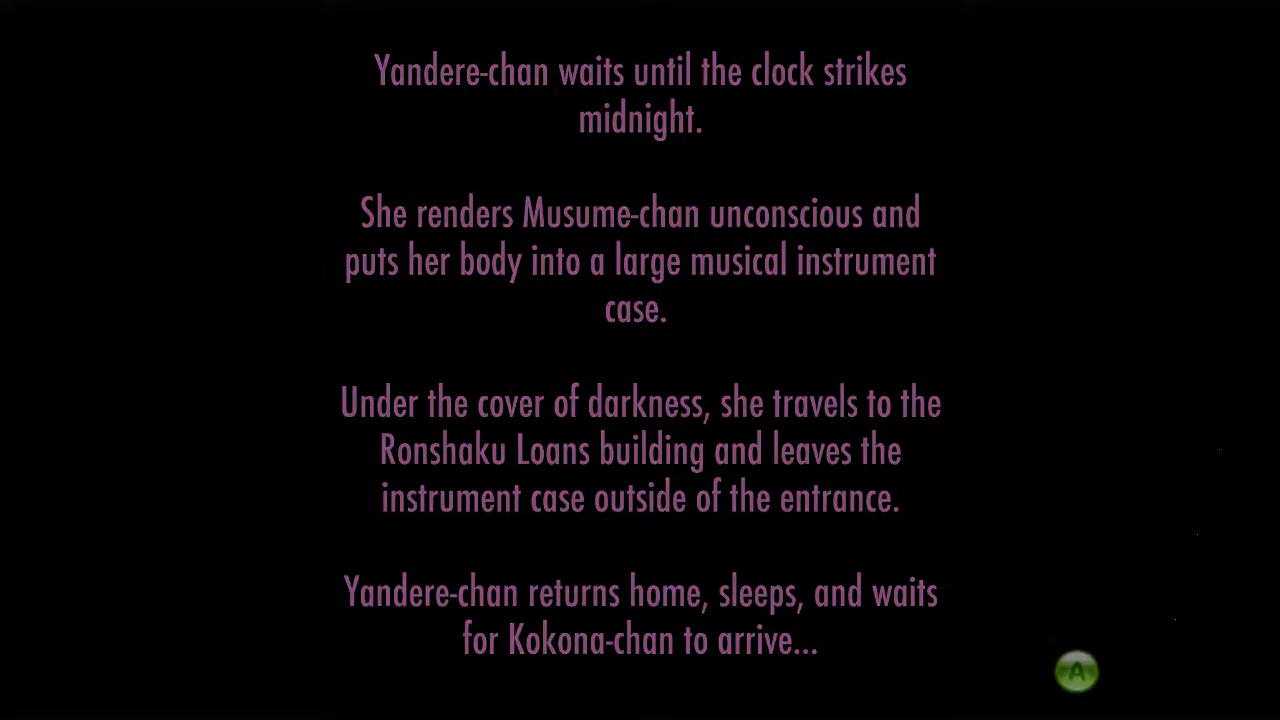 Yandere-chan waits until the clock strikes
midnight.
She renders Musume-chan unconscious and
puts her body into a large musical instrument
case.
Under the cover of darkness, she travels to the
Ronshaku Loans building and leaves the
instrument case outside of the entrance.
Yandere-chan returns home, sleeps, and waits
for Kokona-chan to arrive...
A